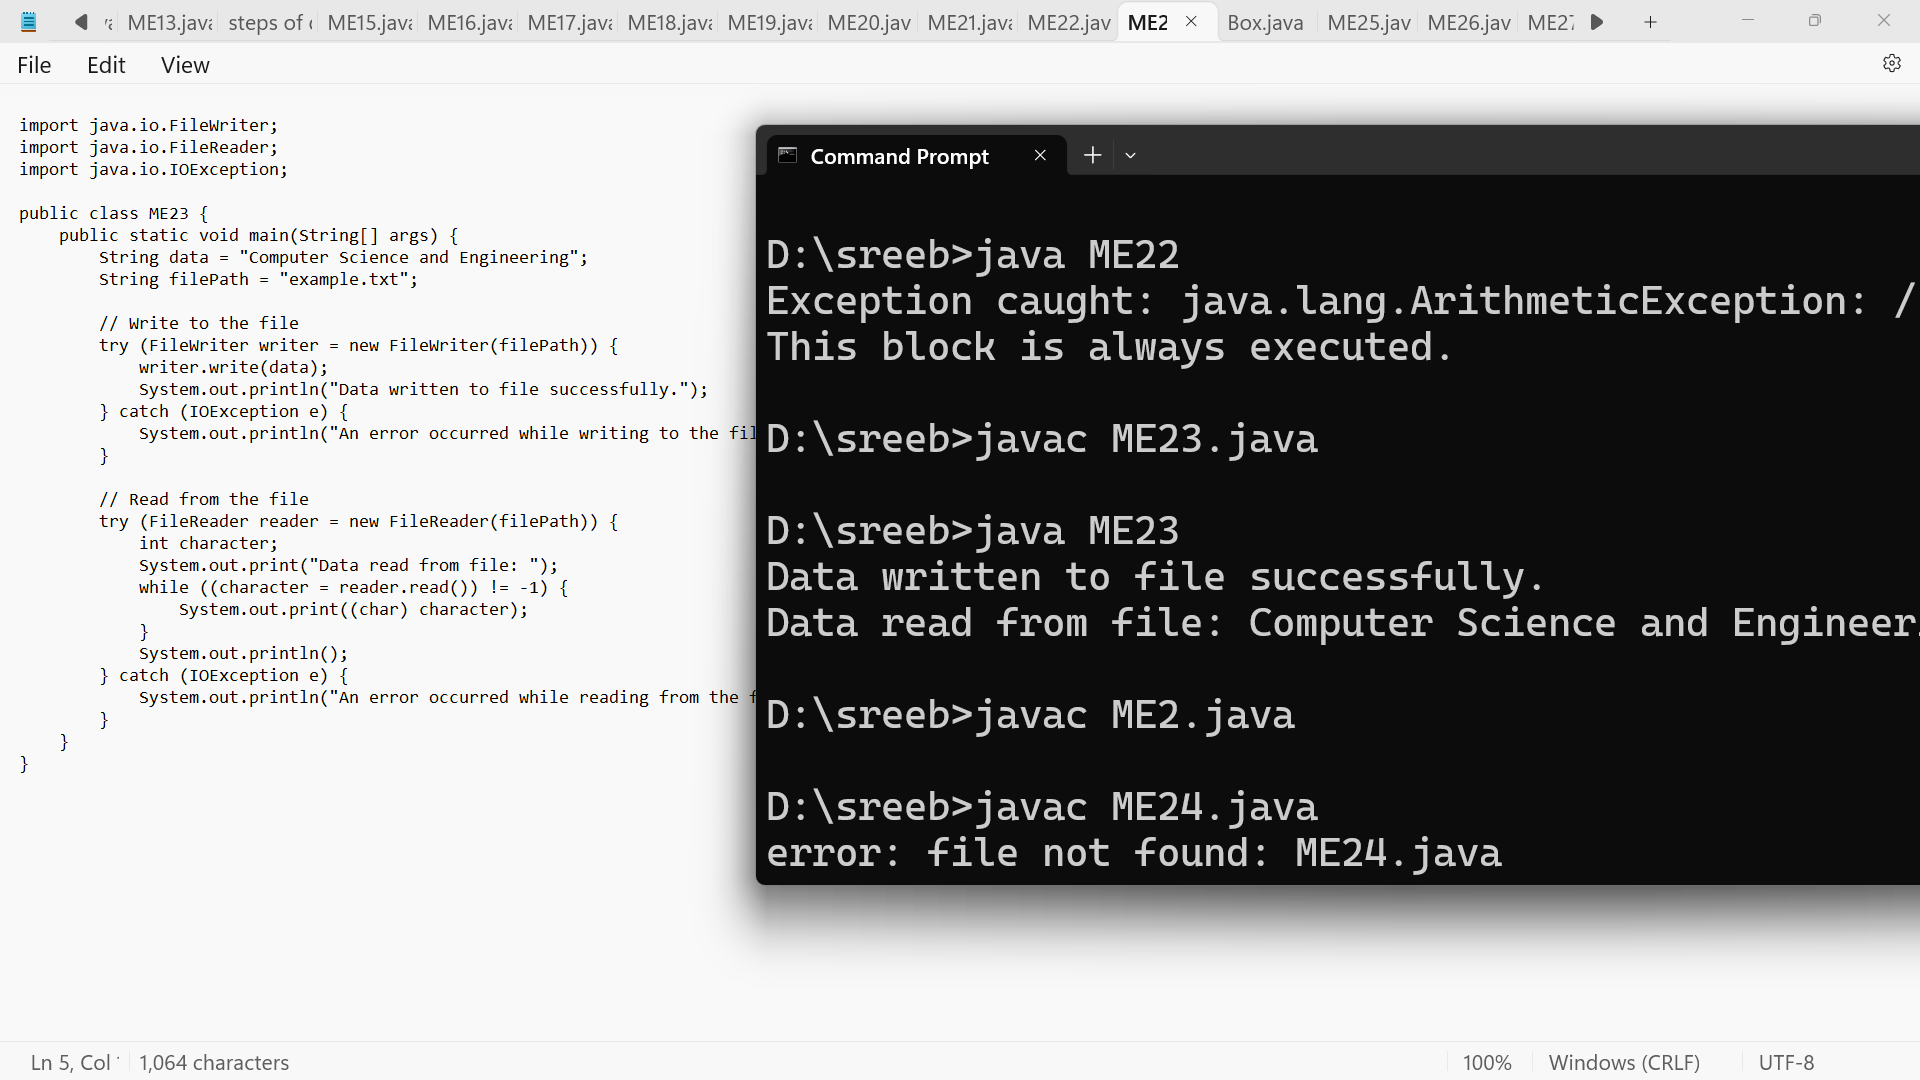 ME13.java steps of ME15.java ME16.java ME17.java ME18.java ME19.java ME20.jav ME21.java ME22.jav ME2 Box.java ME25.jav ME26.jav ME27
File Edit View
import java.io.FileWriter;
import java.io.FileReader;
import java.io.IOException;
public class ME23 {
public static void main(String[] args) {
String data = "Computer Science and Engineering";
String filePath = "example.txt";
// Write to the file
try (FileWriter writer = new FileWriter(filePath)) {
writer.write(data);
System.out.println("Data written to file successfully.");
} catch (IOException e) {
System.out.println("An error occurred while writing to the fil
}
// Read from the file
try (FileReader reader = new FileReader(filePath)) {
int character;
System.out.print("Data read from file: ");
while ((character = reader.read()) != -1) {
System.out.print((char) character);
}
System.out.println();
} catch (IOException e) {
System.out.println("An error occurred while reading from the f
}
}
}
Command Prompt
D:\sreeb>java ME22
Exception caught: java.lang.ArithmeticException: /
This block is always executed.
D:\sreeb>javac ME23.java
D:\sreeb>java ME23
Data written to file successfully.
Data read from file: Computer Science and Engineeri
D:\sreeb>javac ME2.java
D:\sreeb>javac ME24.java
error: file not found: ME24.java
Ln 5, Col 1,064 characters 100% Windows (CRLF) UTF-8